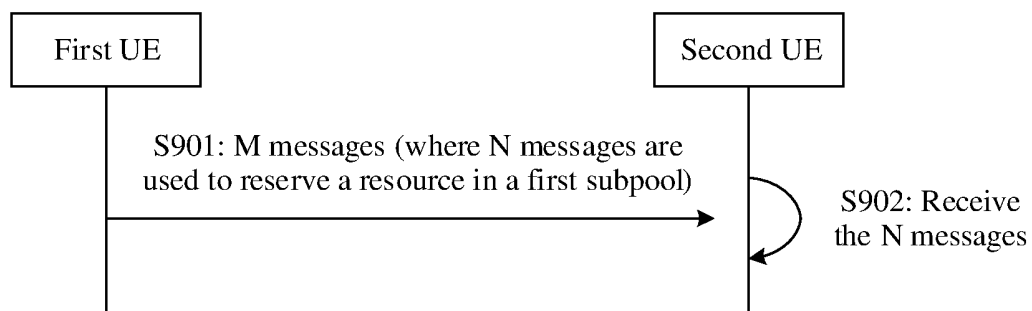 First UE
Second UE
S901: M messages (where N messages are
used to reserve a resource in a first subpool)
S902: Receive
the N messages